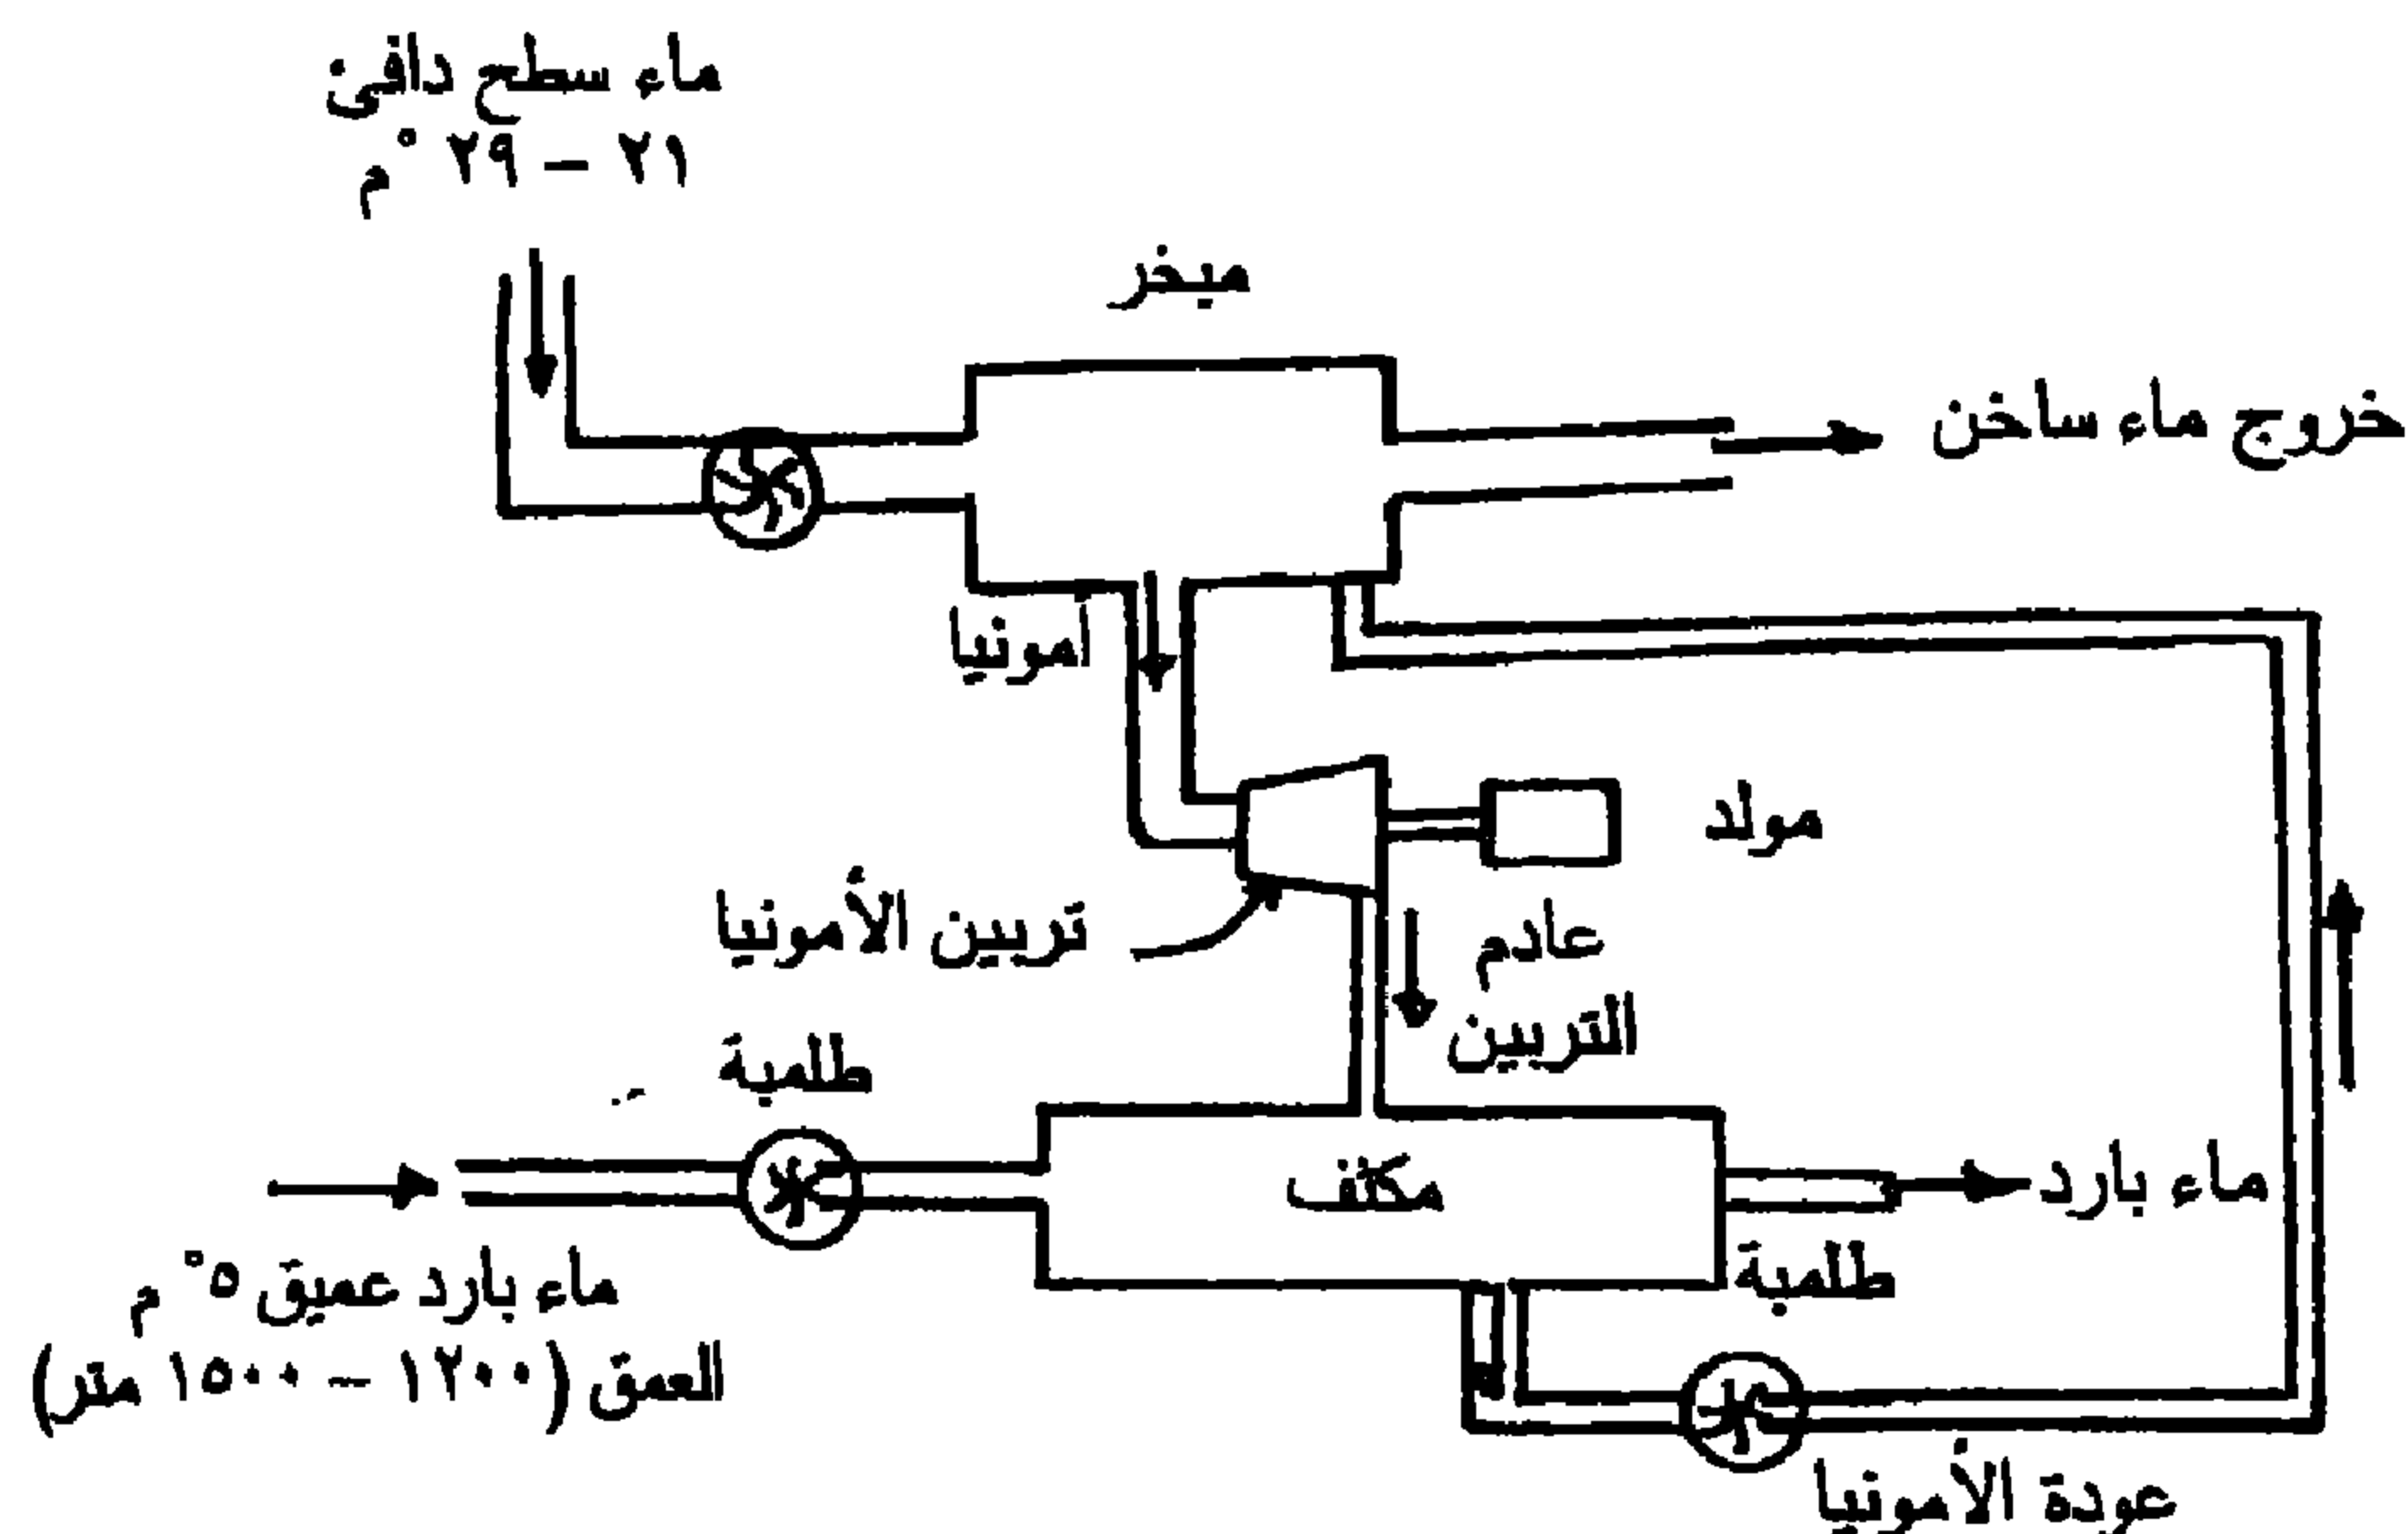 ماء سطح دافئ
٢١ – ٢٩ °م
مبخر
خروج ماء ساخن
أمونيا
مولد
تربين الأمونيا
عادم
التربين
طلمبة
مكثف
ماء بارد
ماء بارد عميق ٥° م
العمق (١٢٠٠ – ١٥٠٠ متر)
طلمبة
عودة الأمونيا